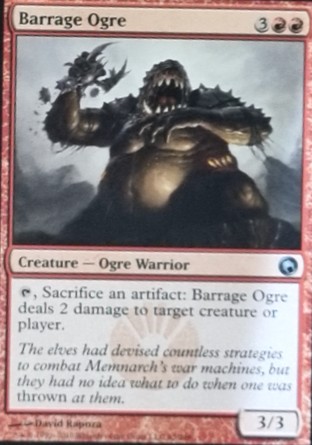 Barrage Ogre 3
Creature — Ogre Warrior
, Sacrifice an artifact: Barrage Ogre
deals 2 damage to target creature or
player.
The elves had devised countless strategies
to combat Memnarch's war machines, but
they had no idea what to do when one was
thrown at them.
David Rapoza
3/3